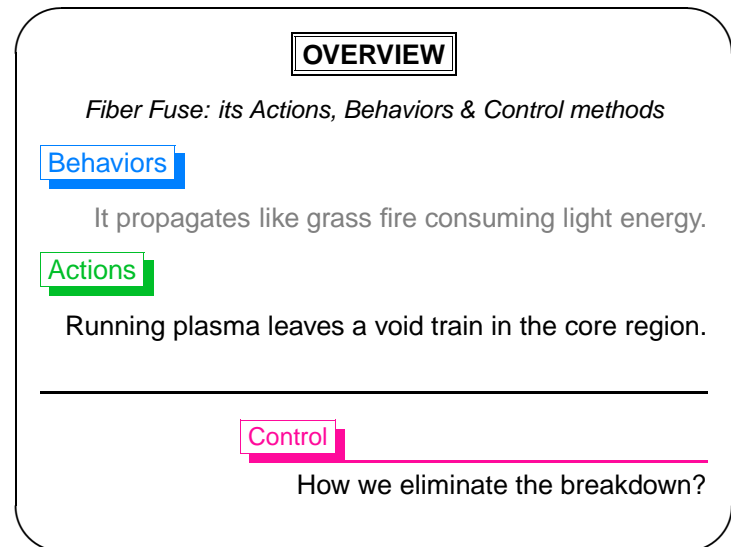 OVERVIEW
Fiber Fuse: its Actions, Behaviors & Control methods
Behaviors
It propagates like grass fire consuming light energy.
Actions
Running plasma leaves a void train in the core region.
Control
How we eliminate the breakdown?